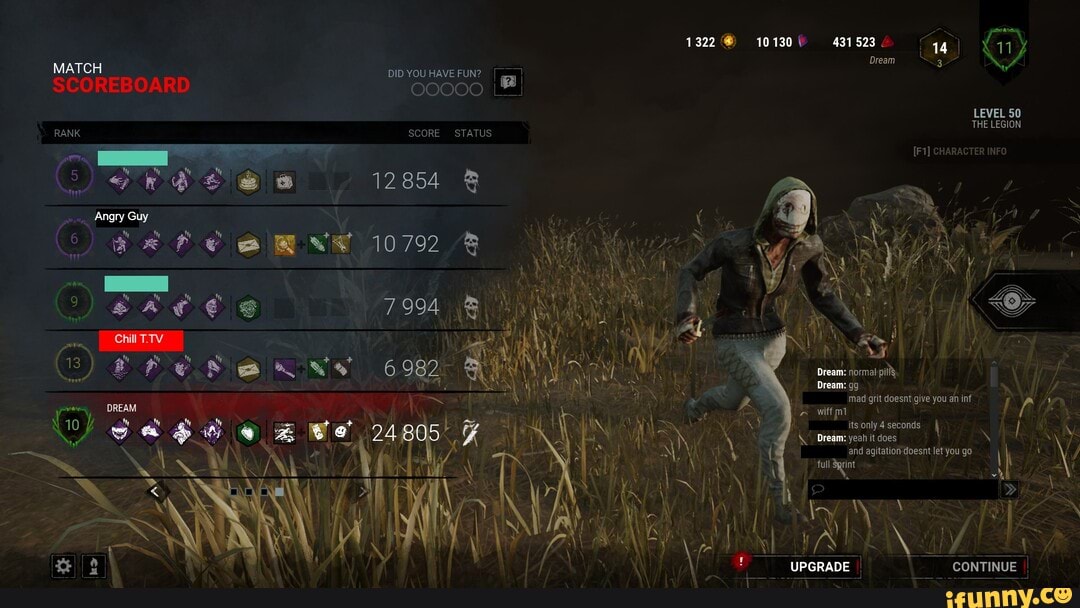 1 322 10 130 431 523 14 11
3
Dream
MATCH
SCOREBOARD
DID YOU HAVE FUN?
LEVEL 50
THE LEGION
[F1] CHARACTER INFO
RANK SCORE STATUS
5 12 854
Angry Guy
6 10 792
9 7 994
Chill T.TV
13 6 982
DREAM
10 24 805
Dream: normal pills
Dream: gg
mad grit doesnt give you an inf
wiff m1
its only 4 seconds
Dream: yeah it does
and agitation doesnt let you go
full sprint
! UPGRADE
CONTINUE
ifunny.co